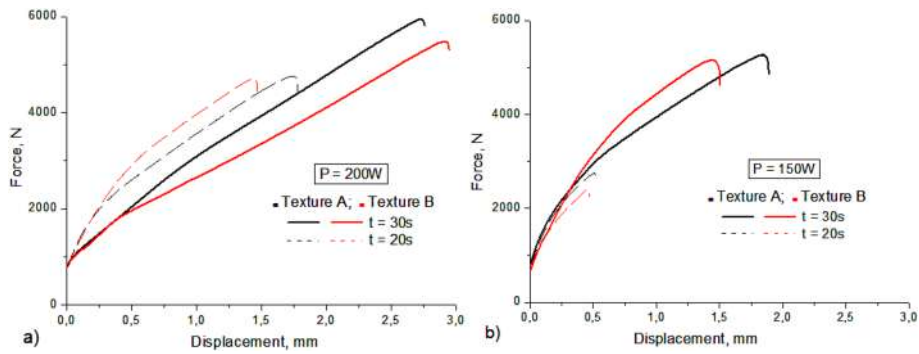 a)
Force, N
6000
4000
2000
0
P = 200W
Texture A; Texture B
t = 30s
t = 20s
0,0 0,5 1,0 1,5 2,0 2,5 3,0
Displacement, mm
b)
Force, N
6000
4000
2000
0
P = 150W
Texture A; Texture B
t = 30s
t = 20s
0,0 0,5 1,0 1,5 2,0 2,5 3,0
Displacement, mm